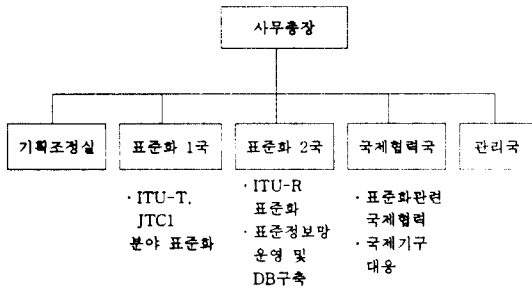 사무총장
기획조정실
표준화 1국
표준화 2국
국제협력국
관리국
· ITU-T,
JTC1
분야 표준화
· ITU-R
표준화
· 표준정보망
운영 및
DB구축
· 표준화관련
국제협력
· 국제기구
대응